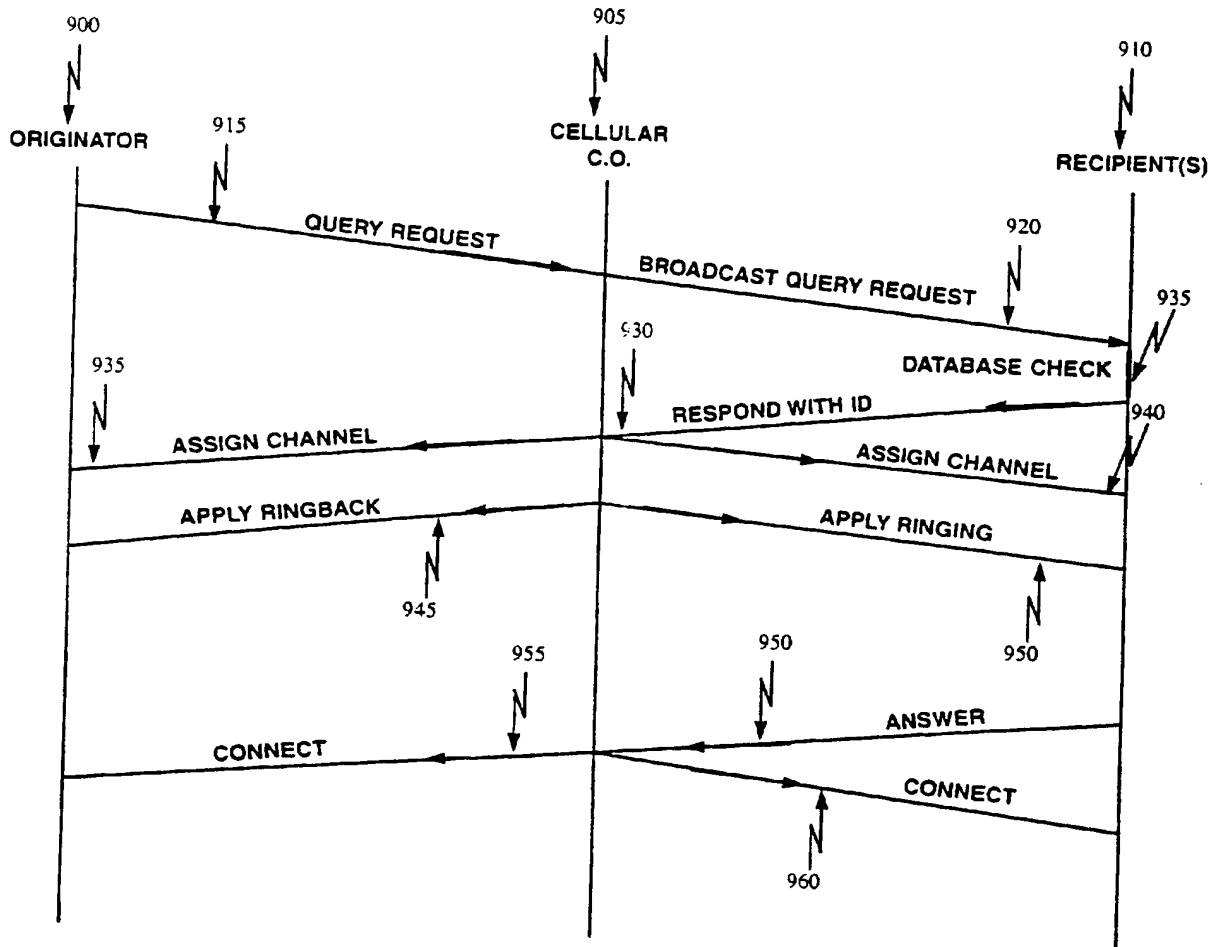 900
905
910
ORIGINATOR
915
CELLULAR
C.O.
RECIPIENT(S)
QUERY REQUEST
920
BROADCAST QUERY REQUEST
935
930
DATABASE CHECK
935
RESPOND WITH ID
940
ASSIGN CHANNEL
ASSIGN CHANNEL
APPLY RINGBACK
APPLY RINGING
945
950
955
950
ANSWER
CONNECT
CONNECT
960